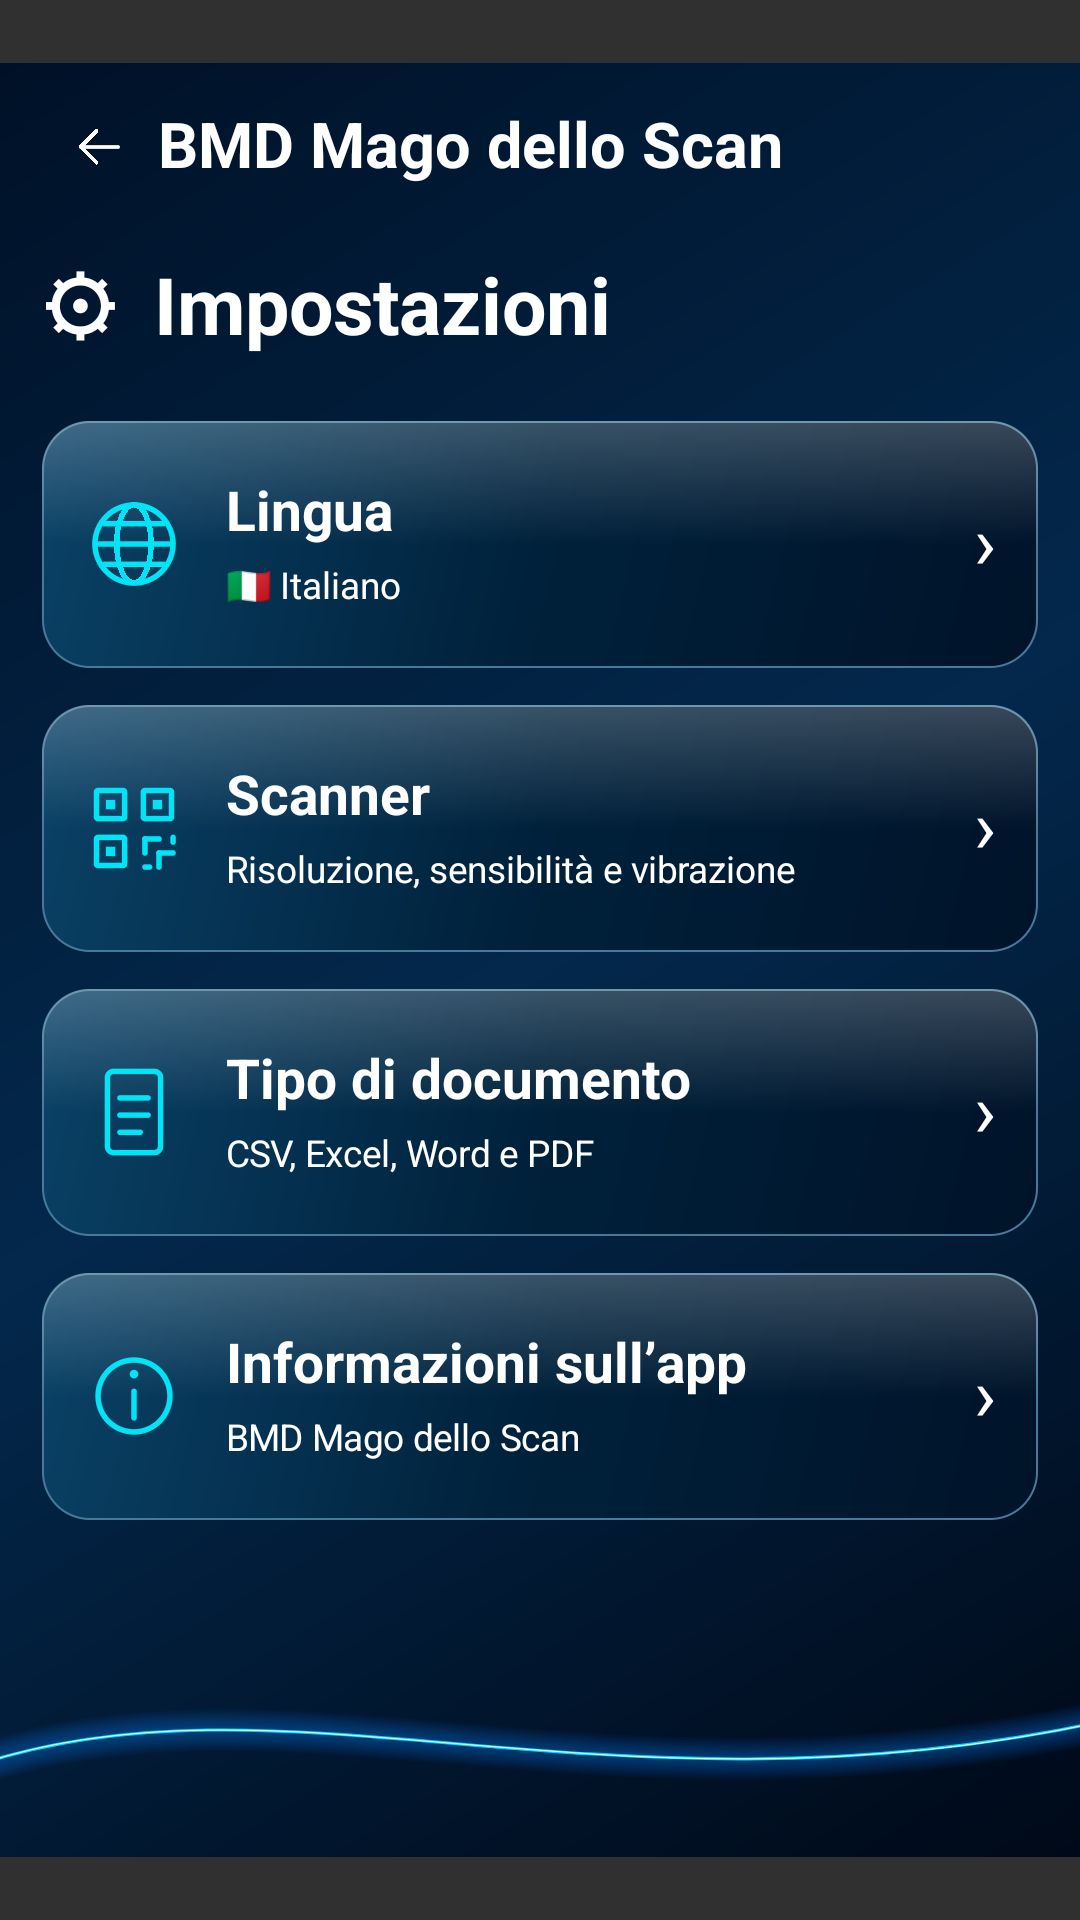 BMD Mago dello Scan
Impostazioni
Lingua
🇮🇹 Italiano
Scanner
Risoluzione, sensibilità e vibrazione
Tipo di documento
CSV, Excel, Word e PDF
Informazioni sull’app
BMD Mago dello Scan